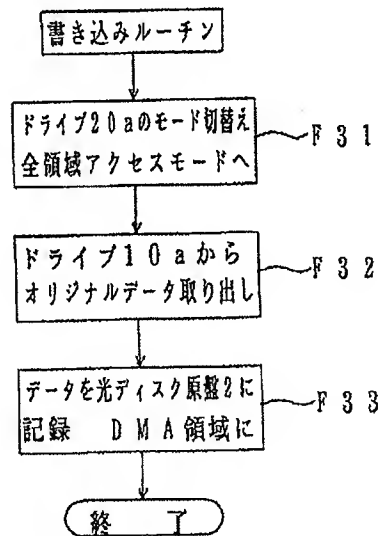 書き込みルーチン
ドライブ20aのモード切替え
全領域アクセスモードへ
F31
ドライブ10aから
オリジナルデータ取り出し
F32
データを光ディスク原盤2に
記録 DMA領域に
F33
終 了